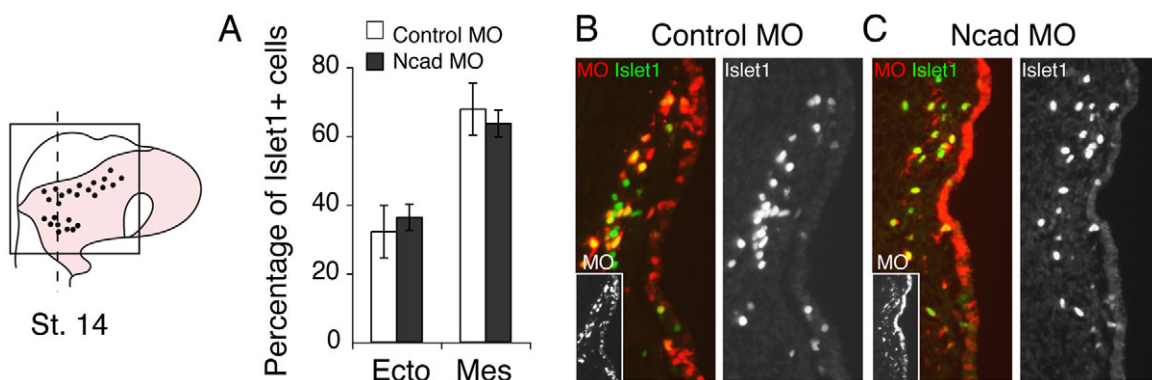 St. 14
A
Percentage of Islet1+ cells
80
60
40
20
0
Control MO
Ncad MO
Ecto Mes
B Control MO
MO Islet1
Islet1
MO
C Ncad MO
MO Islet1
Islet1
MO